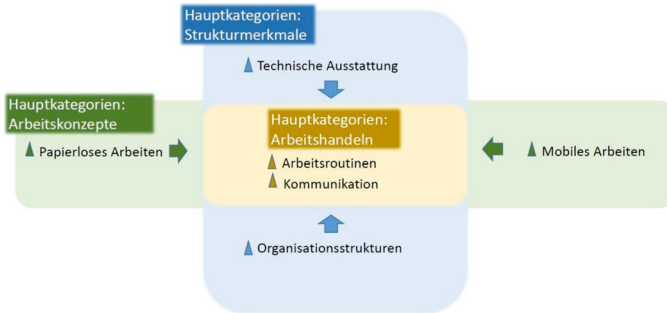 Hauptkategorien:
Strukturmerkmale
Technische Ausstattung
Hauptkategorien:
Arbeitskonzepte
Papierloses Arbeiten
Hauptkategorien:
Arbeitshandeln
Arbeitsroutinen
Kommunikation
Mobiles Arbeiten
Organisationsstrukturen